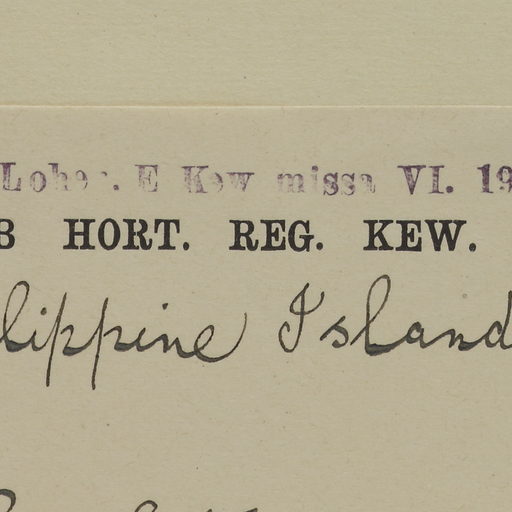 Loher. E Kew missa VI. 19
B HORT. REG. KEW.
lippine Island